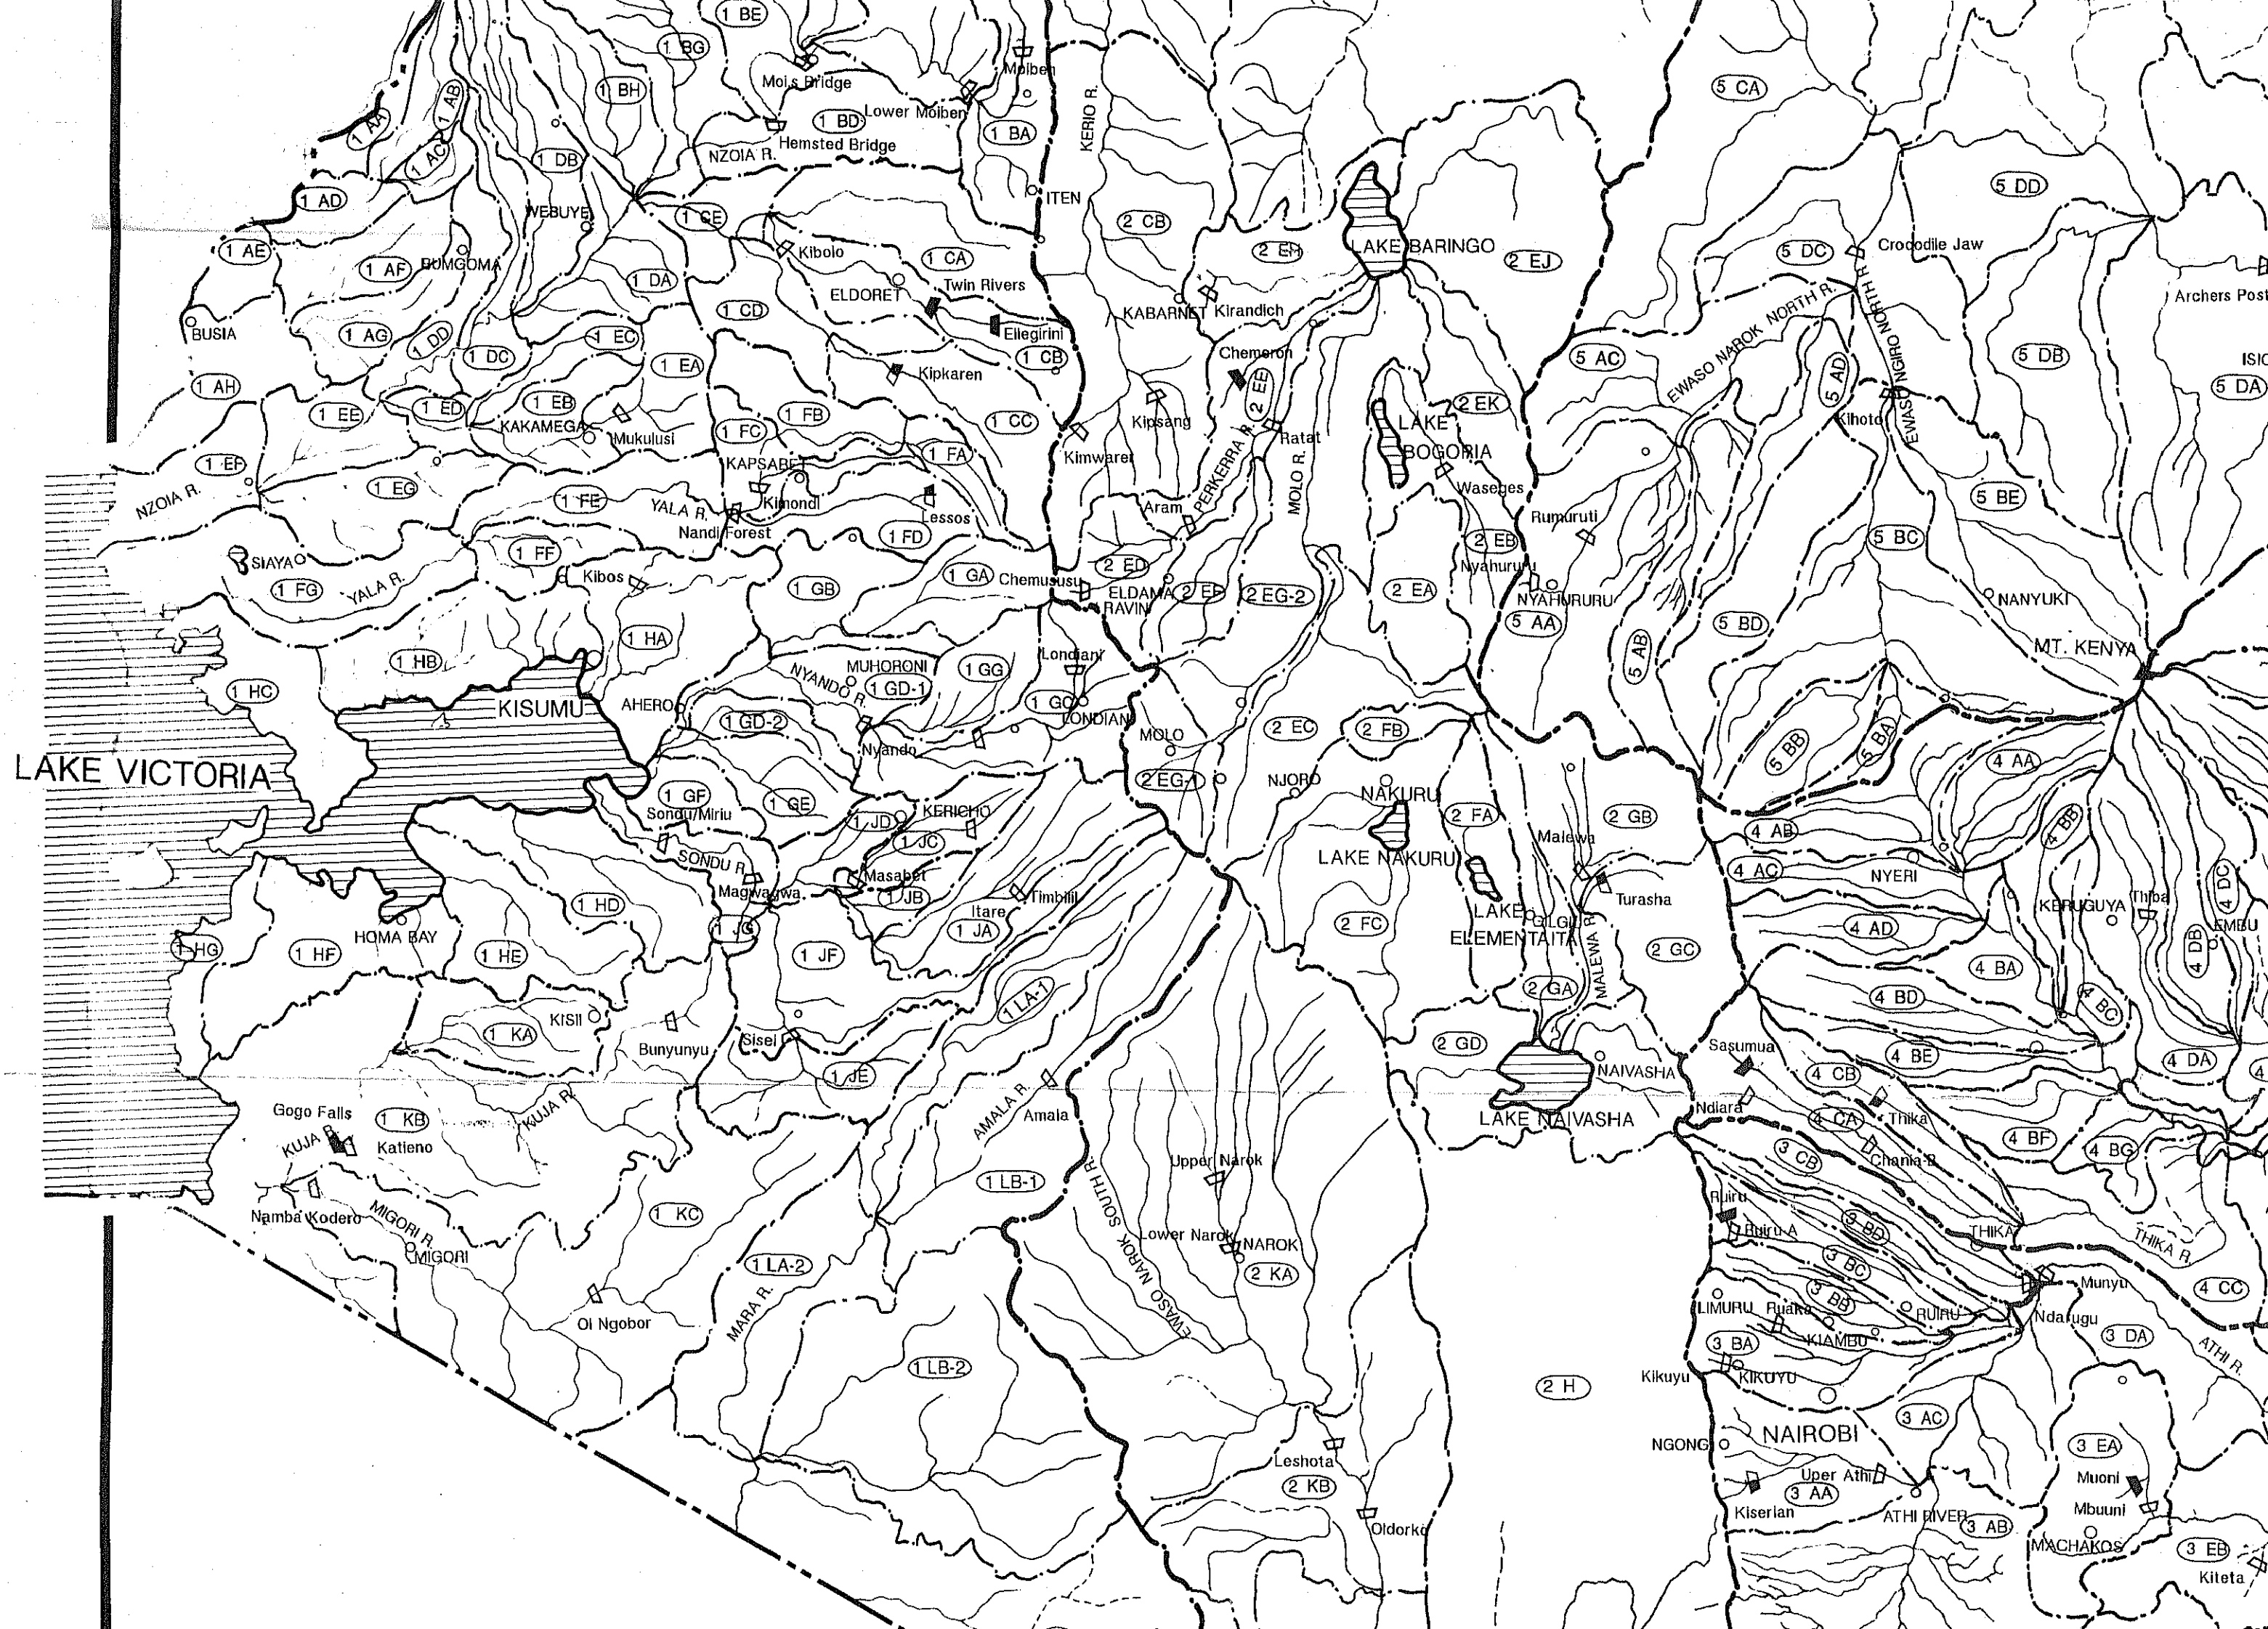 1 BE
1 BG
Moi,s Bridge
Moiben
1 BH
1 AB
1 AA
1 AC
Lower Moiben
1 BD
1 BA
Hemsted Bridge
NZOIA R.
KERIO R.
5 CA
1 DB
1 AD
ITEN
5 DD
WEBUYE
1 CE
2 CB
1 AE
1 AF
BUMGOMA
Kibolo
1 CA
2 EH
LAKE BARINGO
2 EJ
5 DC
Crocodile Jaw
1 DA
ELDORET
Twin Rivers
Archers Post
1 CD
KABARNET
Kirandich
EWASO NAROK NORTH R.
EWASO NGIRO NORTH R.
BUSIA
1 AG
1 DD
1 DC
1 EC
Ellegirini
1 CB
Chemeron
5 AC
5 DB
ISIO
5 DA
1 AH
1 EA
Kipkaren
2 EE
5 AD
1 EE
1 ED
1 EB
1 FB
1 CC
Kipsang
LAKE
BOGORIA
2 EK
Kihoto
KAKAMEGA
Mukulusi
1 FC
Ratat
1 EF
KAPSABET
1 FA
Kimwarer
PERKERRA R.
MOLO R.
Waseges
NZOIA R.
1 EG
1 FE
YALA R.
Kimondi
Lessos
Aram
5 BE
Nandi Forest
1 FD
Rumuruti
5 BC
SIAYA
1 FF
2 ED
2 EB
Nyahururu
1 FG
YALA R.
Kibos
1 GB
1 GA
Chemususu
ELDAMA
RAVIN
2 EF
2 EG-2
2 EA
NYAHURURU
NANYUKI
5 AA
5 BD
1 HA
5 AB
MT. KENYA
1 HB
MUHORONI
Londiani
1 HC
NYANDO R.
1 GD-1
1 GG
KISUMU
AHERO
1 GD-2
1 GC
LONDIANI
MOLO
2 EC
2 FB
Nyando
5 BB
5 BA
4 AA
LAKE VICTORIA
2 EG-1
NJORO
NAKURU
1 GF
1 GE
Sondu/Miriu
KERICHO
1 JD
1 JC
2 FA
2 GB
4 AB
4 BB
Malewa
SONDU R.
LAKE NAKURU
4 AC
NYERI
Masabet
1 JB
Magwagwa
Timbilil
Turasha
4 DC
1 HD
Itare
1 JA
LAKE
GILGIL
ELEMENTAITA
2 FC
4 AD
KERUGUYA
Thiba
EMBU
1 HG
HOMA BAY
1 HF
1 HE
1 JG
1 JF
MALEWA R.
2 GC
4 BA
4 DB
1 LA-1
2 GA
4 BD
4 BC
KISII
1 KA
Bunyunyu
Sisei
2 GD
Sasumua
4 BE
4 DA
1 JE
NAIVASHA
4 CB
AMALA R.
Amala
LAKE NAIVASHA
Ndiara
4 CA
Thika
Gogo Falls
1 KB
KUJA R.
KUJA R.
Katieno
4 BF
4 BG
3 CB
Chania-B
Upper Narok
1 LB-1
Ruiru
Namba Kodero
MIGORI R.
1 KC
Ruiru-A
3 BD
THIKA
THIKA R.
MIGORI
Lower Narok
NAROK
1 LA-2
2 KA
EWASO NAROK SOUTH R.
3 BC
Munyu
4 CC
MARA R.
3 BB
LIMURU
Ruaka
RUIRU
Ndarugu
Ol Ngobor
3 BA
KIAMBU
3 DA
ATHI R.
1 LB-2
2 H
Kikuyu
KIKUYU
3 AC
NGONG
NAIROBI
3 EA
Leshota
Uper Athi
Muoni
2 KB
3 AA
Kiserian
Mbuuni
Oldorko
ATHI RIVER
3 AB
MACHAKOS
3 EB
Kiteta